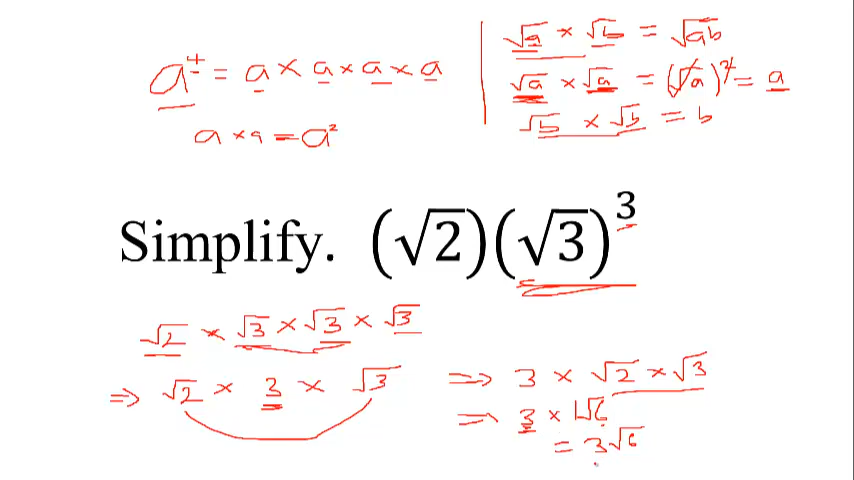 a⁴ = a × a × a × a
a × a = a²
√a × √b = √ab
√a × √a = (√a)² = a
√b × √b = b
Simplify. (√2)(√3)³
√2 × √3 × √3 × √3
⇒ √2 × 3 × √3
⇒ 3 × √2 × √3
⇒ 3 × √6
= 3√6